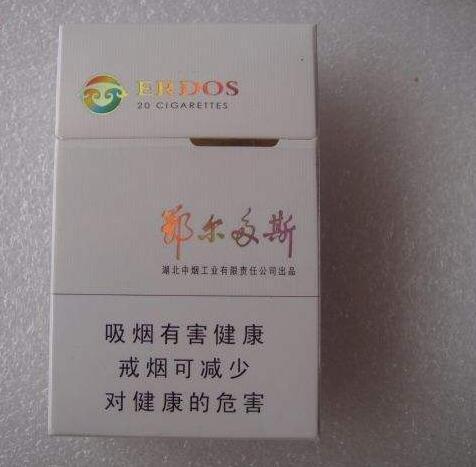 ERDOS
20 CIGARETTES
鄂尔多斯
湖北中烟工业有限责任公司出品
吸烟有害健康
戒烟可减少
对健康的危害